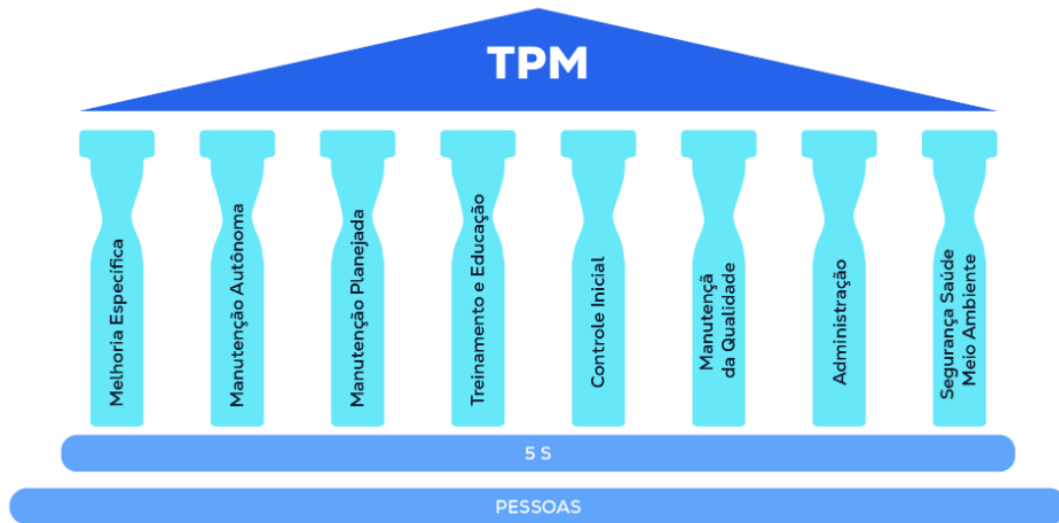 TPM
Melhoria Específica
Manutenção Autônoma
Manutenção Planejada
Treinamento e Educação
Controle Inicial
Manutençã
da Qualidade
Administração
Segurança Saúde
Meio Ambiente
5 S
PESSOAS